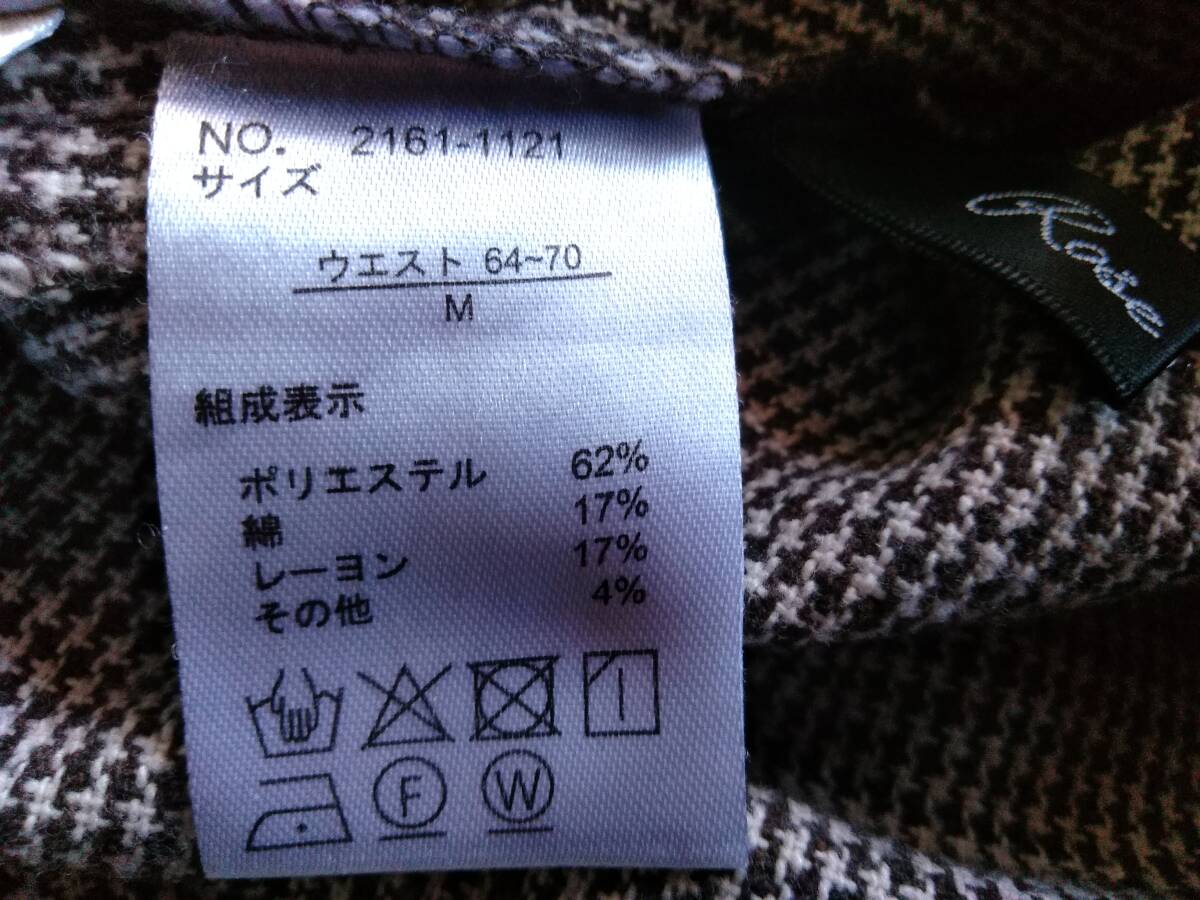 NO. 2161-1121
サイズ
ウエスト 64~70
M
組成表示
ポリエステル 62%
綿 17%
レーヨン 17%
その他 4%
F W
Rose